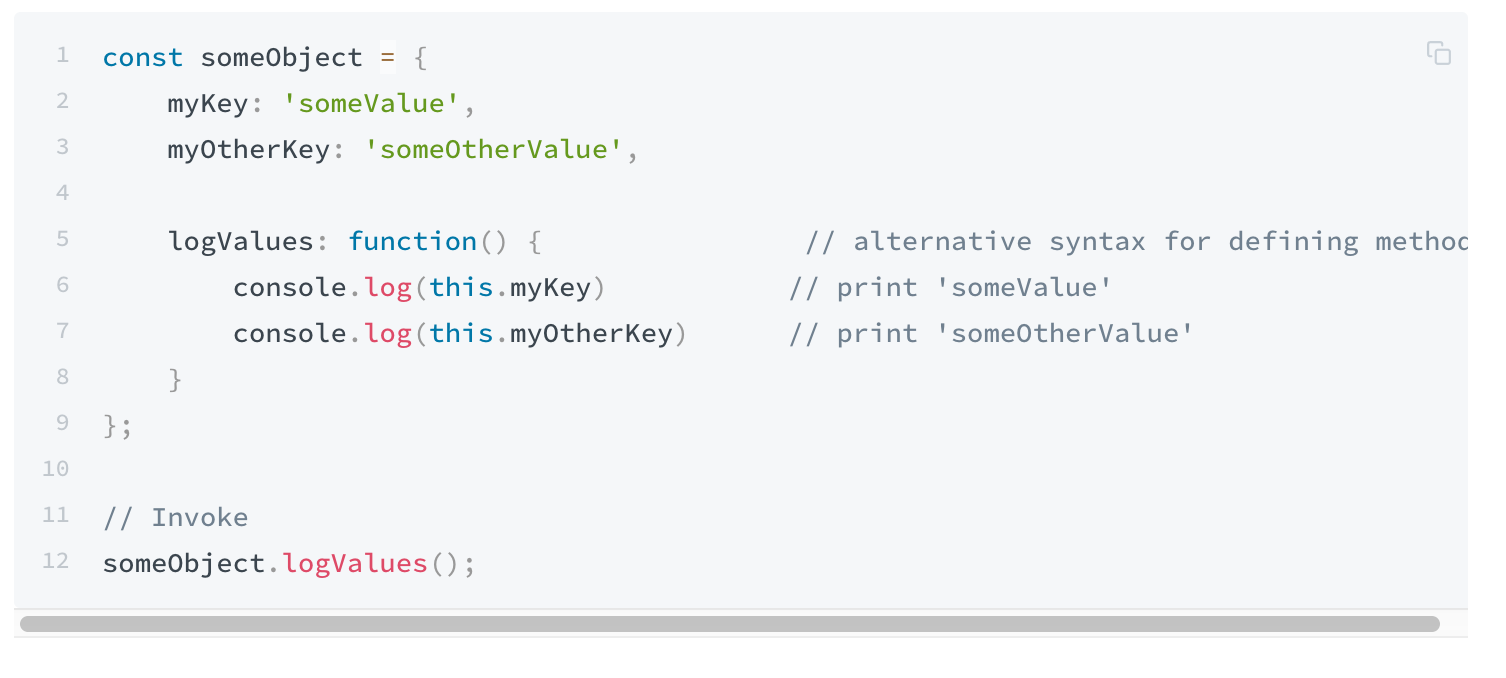 1 const someObject = {
2 myKey: 'someValue',
3 myOtherKey: 'someOtherValue',
4
5 logValues: function() { // alternative syntax for defining method
6 console.log(this.myKey) // print 'someValue'
7 console.log(this.myOtherKey) // print 'someOtherValue'
8 }
9 };
10
11 // Invoke
12 someObject.logValues();